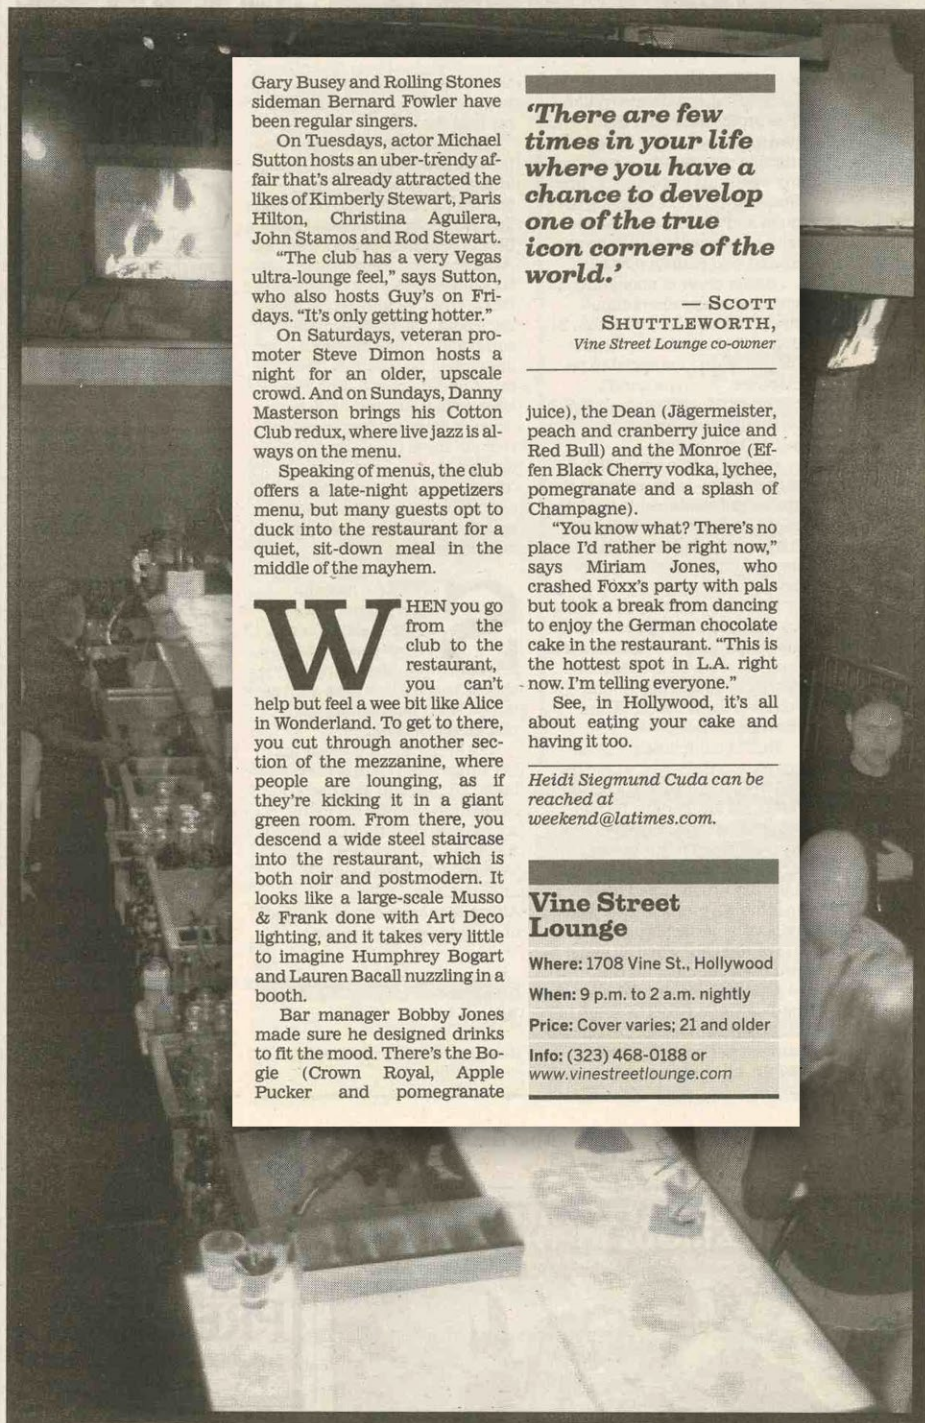 Gary Busey and Rolling Stones
sideman Bernard Fowler have
been regular singers.
On Tuesdays, actor Michael
Sutton hosts an uber-trendy af-
fair that's already attracted the
likes of Kimberly Stewart, Paris
Hilton, Christina Aguilera,
John Stamos and Rod Stewart.
"The club has a very Vegas
ultra-lounge feel," says Sutton,
who also hosts Guy's on Fri-
days. "It's only getting hotter."
On Saturdays, veteran pro-
moter Steve Dimon hosts a
night for an older, upscale
crowd. And on Sundays, Danny
Masterson brings his Cotton
Club redux, where live jazz is al-
ways on the menu.
Speaking of menus, the club
offers a late-night appetizers
menu, but many guests opt to
duck into the restaurant for a
quiet, sit-down meal in the
middle of the mayhem.
WHEN you go
from the
club to the
restaurant,
you can't
help but feel a wee bit like Alice
in Wonderland. To get to there,
you cut through another sec-
tion of the mezzanine, where
people are lounging, as if
they're kicking it in a giant
green room. From there, you
descend a wide steel staircase
into the restaurant, which is
both noir and postmodern. It
looks like a large-scale Musso
& Frank done with Art Deco
lighting, and it takes very little
to imagine Humphrey Bogart
and Lauren Bacall nuzzling in a
booth.
Bar manager Bobby Jones
made sure he designed drinks
to fit the mood. There's the Bo-
gie (Crown Royal, Apple
Pucker and pomegranate
'There are few
times in your life
where you have a
chance to develop
one of the true
icon corners of the
world.'
— SCOTT
SHUTTLEWORTH,
Vine Street Lounge co-owner
juice), the Dean (Jägermeister,
peach and cranberry juice and
Red Bull) and the Monroe (Ef-
fen Black Cherry vodka, lychee,
pomegranate and a splash of
Champagne).
"You know what? There's no
place I'd rather be right now,"
says Miriam Jones, who
crashed Foxx's party with pals
but took a break from dancing
to enjoy the German chocolate
cake in the restaurant. "This is
the hottest spot in L.A. right
now. I'm telling everyone."
See, in Hollywood, it's all
about eating your cake and
having it too.
Heidi Siegmund Cuda can be
reached at
weekend@latimes.com.
Vine Street
Lounge
Where: 1708 Vine St., Hollywood
When: 9 p.m. to 2 a.m. nightly
Price: Cover varies; 21 and older
Info: (323) 468-0188 or
www.vinestreetlounge.com